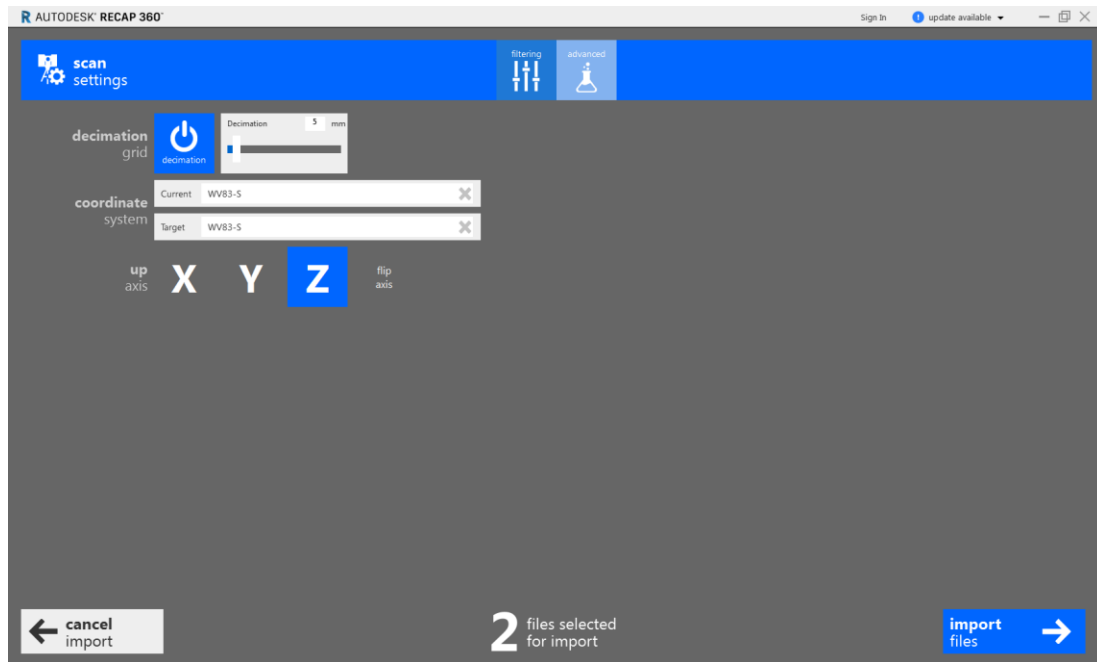 R AUTODESK® RECAP 360™
Sign In
! update available
scan
settings
filtering
advanced
decimation
grid
decimation
Decimation 5 mm
coordinate
system
Current WV83-S
Target WV83-S
up
axis
X Y Z
flip
axis
cancel
import
2 files selected
for import
import
files